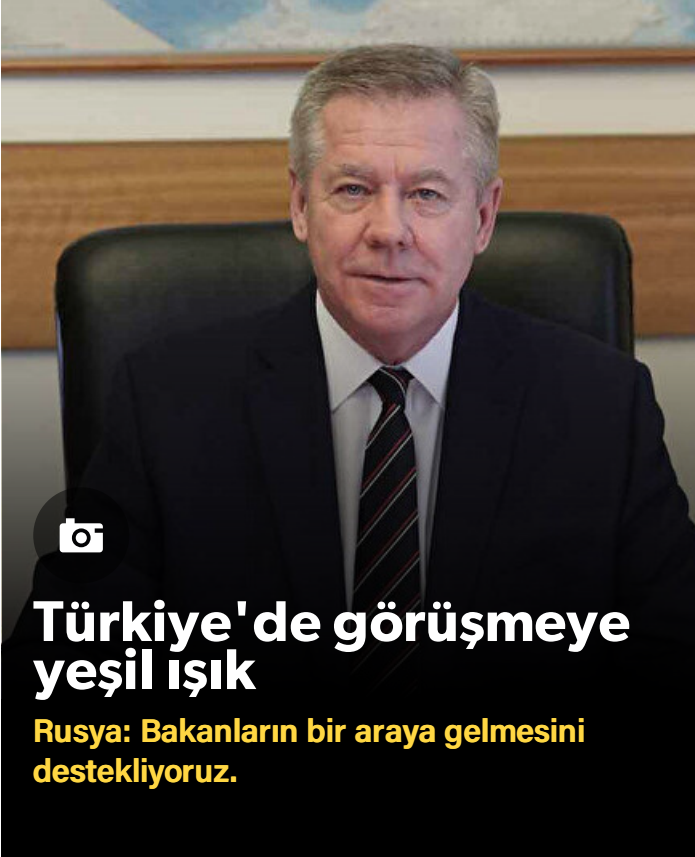 Türkiye'de görüşmeye
yeşil ışık
Rusya: Bakanların bir araya gelmesini
destekliyoruz.